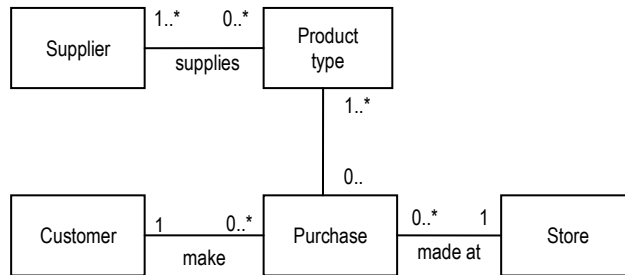 1..* 0..*
Supplier
Product
type
supplies
1..*
0..
Customer
1 0..*
Purchase
0..* 1
Store
make
made at